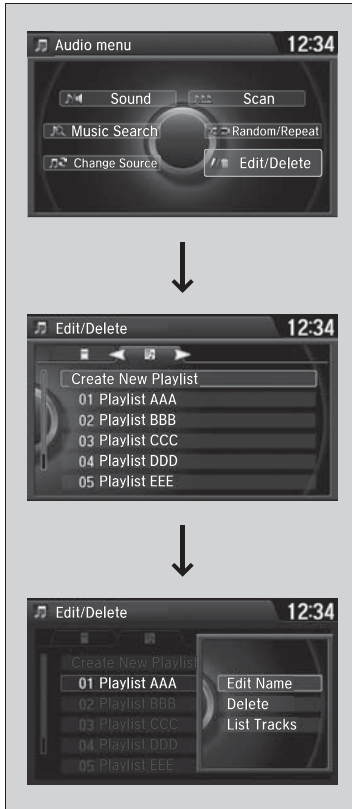 Audio menu 12:34
Sound Scan
Music Search Random/Repeat
Change Source Edit/Delete
Edit/Delete 12:34
Create New Playlist
01 Playlist AAA
02 Playlist BBB
03 Playlist CCC
04 Playlist DDD
05 Playlist EEE
Edit/Delete 12:34
Create New Playlist
01 Playlist AAA Edit Name
02 Playlist BBB Delete
03 Playlist CCC List Tracks
04 Playlist DDD
05 Playlist EEE